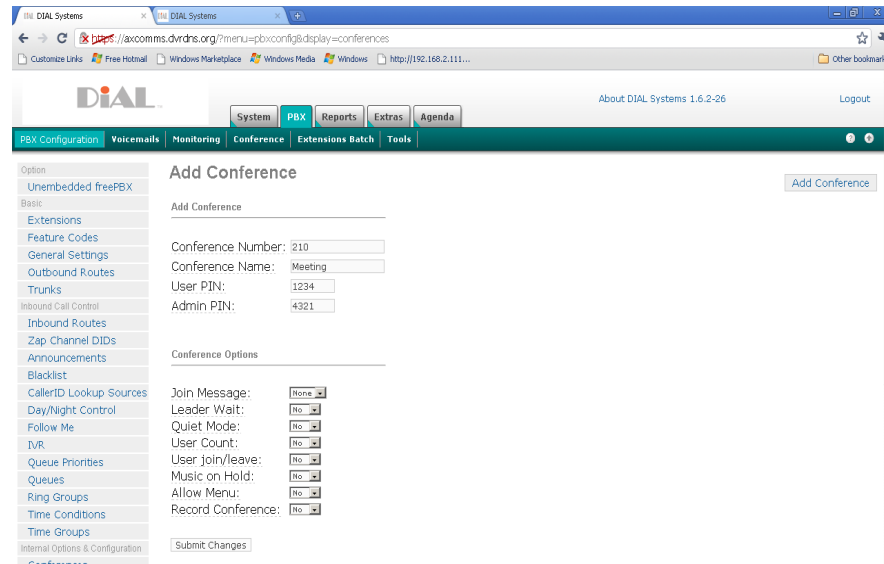 DIAL Systems
DIAL Systems
https://axcomms.dvrdns.org/?menu=pbxconfig&display=conferences
Customize Links Free Hotmail Windows Marketplace Windows Media Windows http://192.168.2.111... Other bookmark
DiAL
About DIAL Systems 1.6.2-26 Logout
System PBX Reports Extras Agenda
PBX Configuration Voicemails Monitoring Conference Extensions Batch Tools
Option
Unembedded freePBX
Basic
Extensions
Feature Codes
General Settings
Outbound Routes
Trunks
Inbound Call Control
Inbound Routes
Zap Channel DIDs
Announcements
Blacklist
CallerID Lookup Sources
Day/Night Control
Follow Me
IVR
Queue Priorities
Queues
Ring Groups
Time Conditions
Time Groups
Internal Options & Configuration
Conferences
Add Conference
Add Conference
Add Conference
Conference Number: 210
Conference Name: Meeting
User PIN: 1234
Admin PIN: 4321
Conference Options
Join Message: None
Leader Wait: No
Quiet Mode: No
User Count: No
User join/leave: No
Music on Hold: No
Allow Menu: No
Record Conference: No
Submit Changes